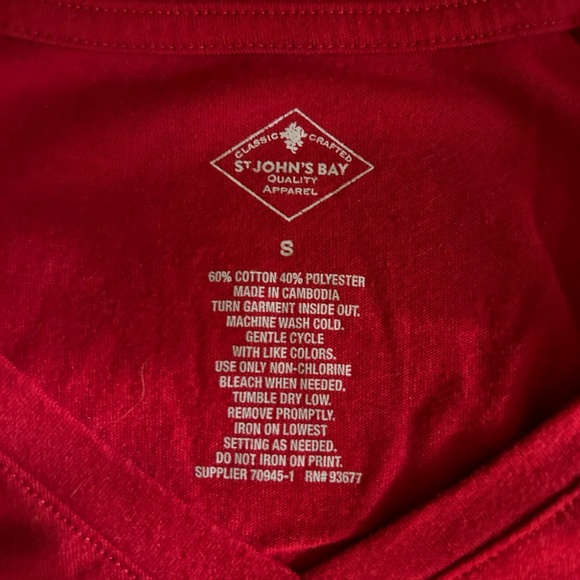 CLASSIC CRAFTED
ST JOHN'S BAY
QUALITY
APPAREL
S
60% COTTON 40% POLYESTER
MADE IN CAMBODIA
TURN GARMENT INSIDE OUT.
MACHINE WASH COLD.
GENTLE CYCLE
WITH LIKE COLORS.
USE ONLY NON-CHLORINE
BLEACH WHEN NEEDED.
TUMBLE DRY LOW.
REMOVE PROMPTLY.
IRON ON LOWEST
SETTING AS NEEDED.
DO NOT IRON ON PRINT.
SUPPLIER 70945-1 RN# 93677